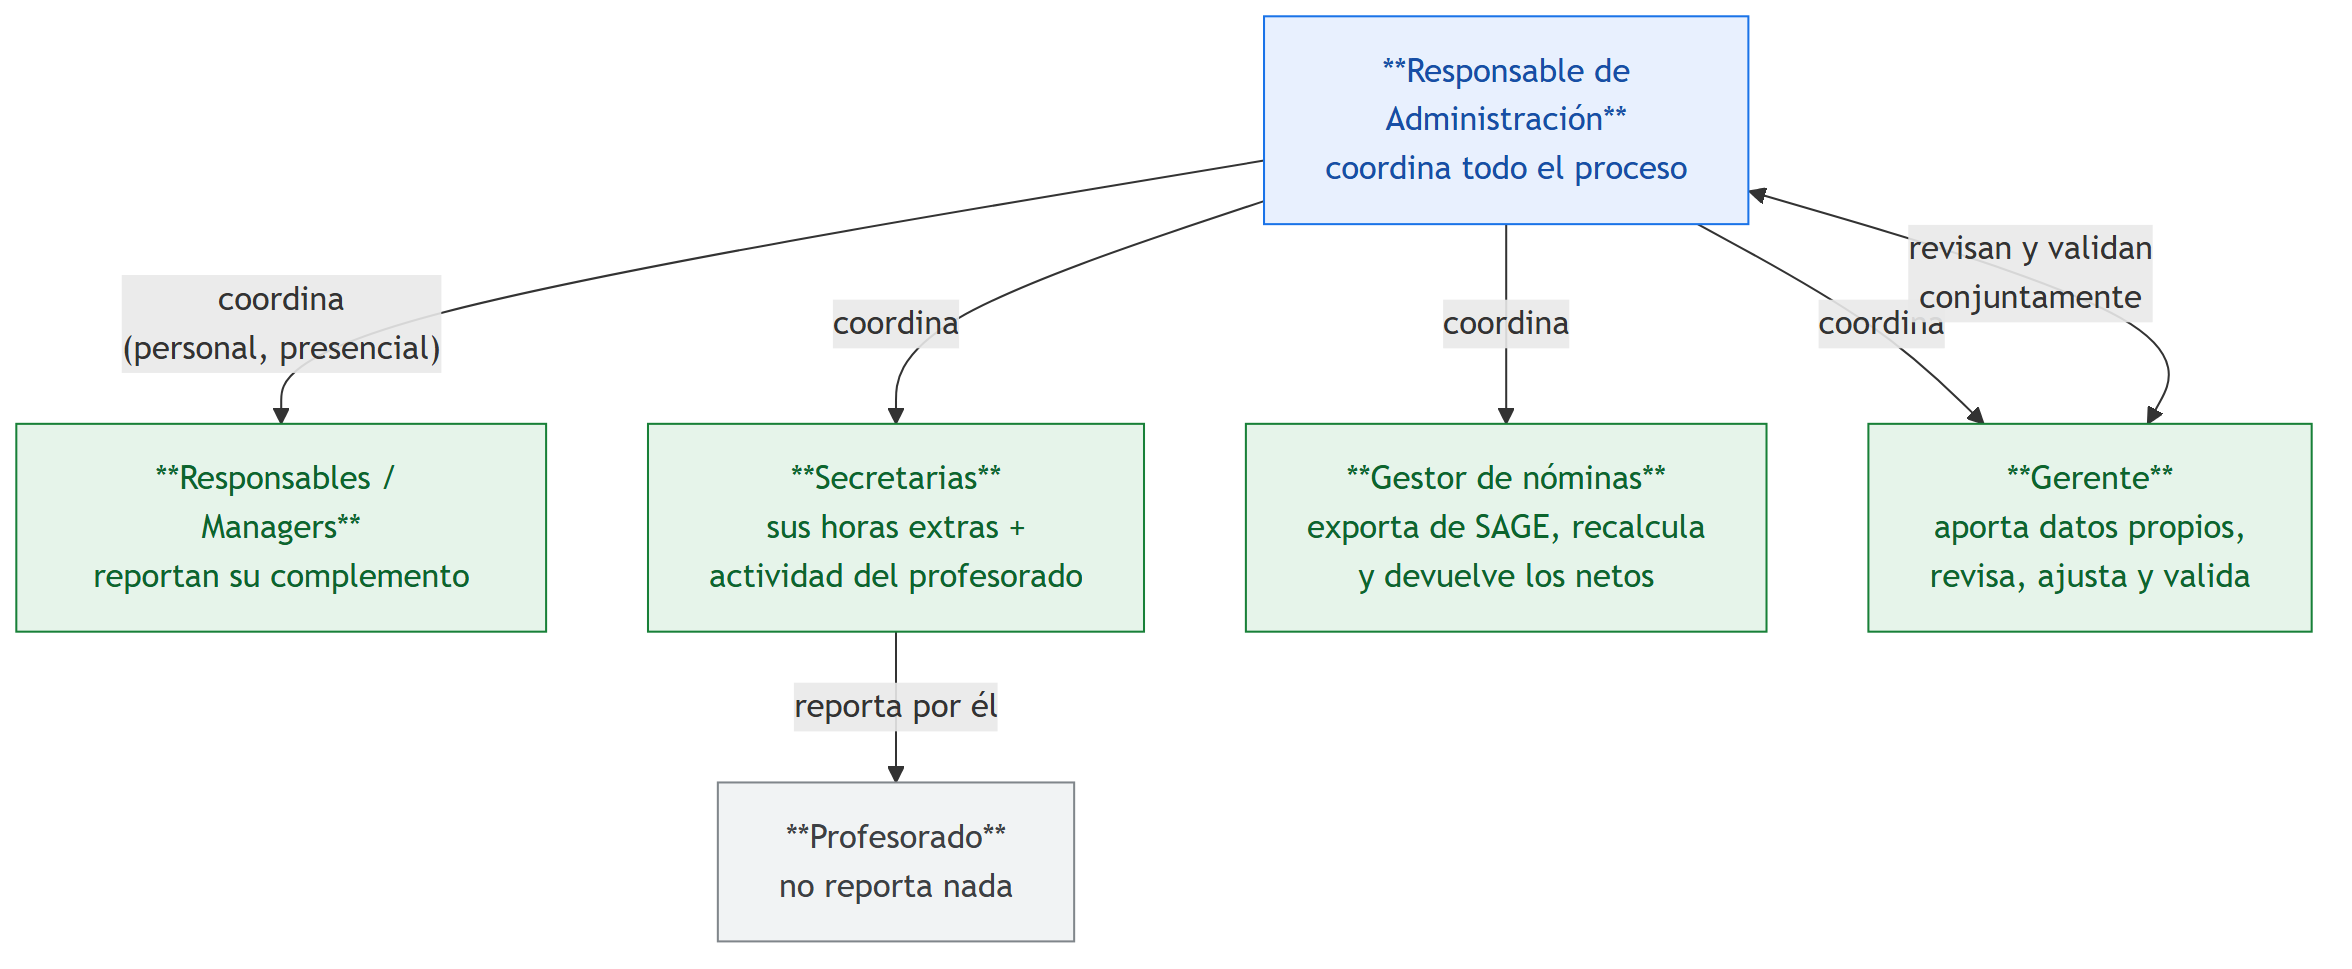 **Responsable de
Administración**
coordina todo el proceso
revisan y validan
conjuntamente
coordina
(personal, presencial)
coordina
coordina
coordina
**Responsables /
Managers**
reportan su complemento
**Secretarias**
sus horas extras +
actividad del profesorado
**Gestor de nóminas**
exporta de SAGE, recalcula
y devuelve los netos
**Gerente**
aporta datos propios,
revisa, ajusta y valida
reporta por él
**Profesorado**
no reporta nada